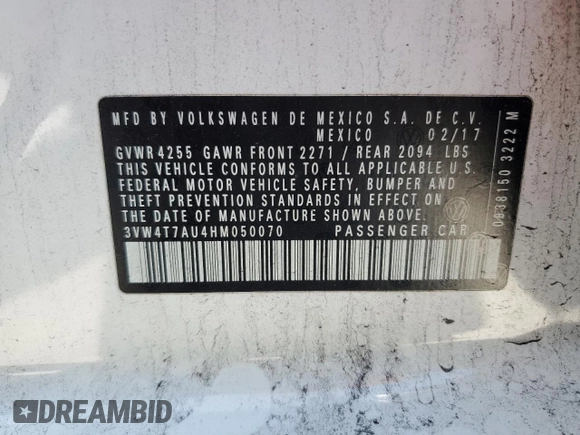 MFD BY VOLKSWAGEN DE MEXICO S.A. DE C.V.
MEXICO 02/17
GVWR 4255 GAWR FRONT 2271 / REAR 2094 LBS
THIS VEHICLE CONFORMS TO ALL APPLICABLE U.S.
FEDERAL MOTOR VEHICLE SAFETY, BUMPER AND
THEFT PREVENTION STANDARDS IN EFFECT ON
THE DATE OF MANUFACTURE SHOWN ABOVE.
3VW4T7AU4HM050070 PASSENGER CAR
0838150 3222 M
DREAMBID